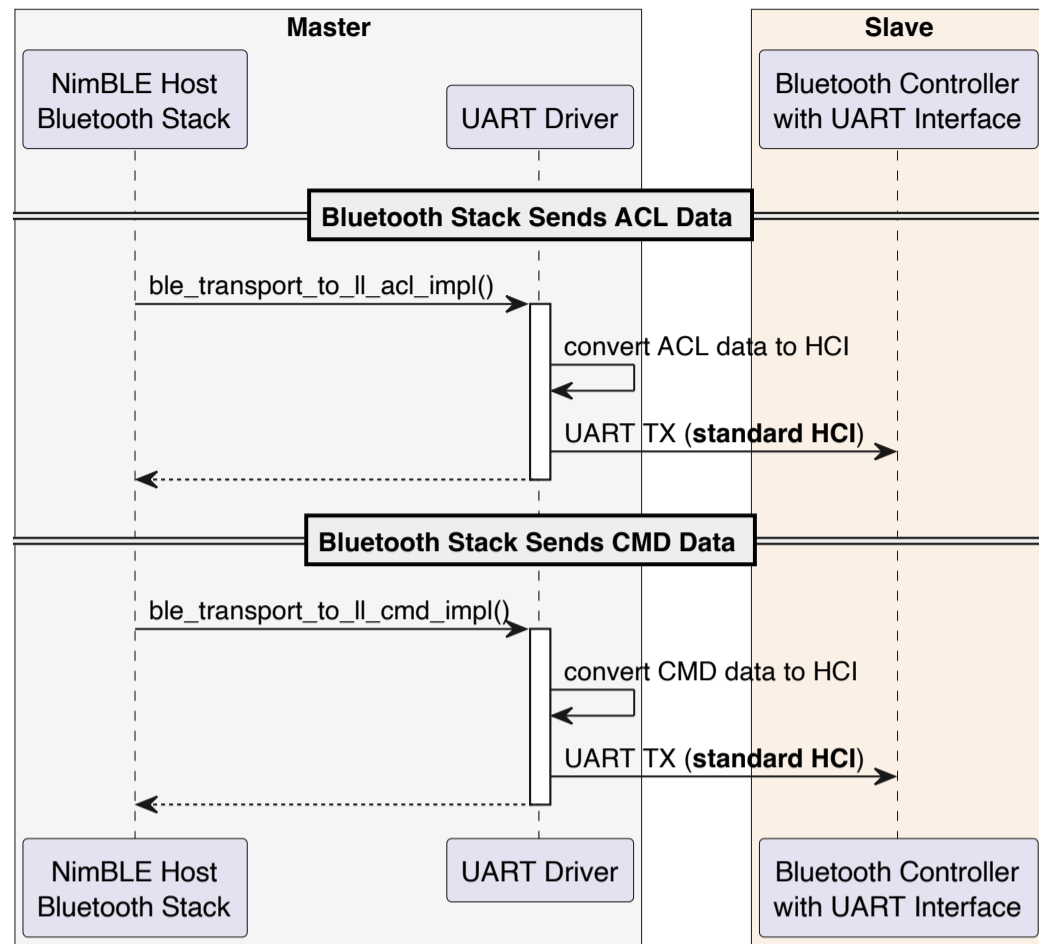 Master
Slave
NimBLE Host
Bluetooth Stack
UART Driver
Bluetooth Controller
with UART Interface
Bluetooth Stack Sends ACL Data
ble_transport_to_ll_acl_impl()
convert ACL data to HCI
UART TX (standard HCI)
Bluetooth Stack Sends CMD Data
ble_transport_to_ll_cmd_impl()
convert CMD data to HCI
UART TX (standard HCI)
NimBLE Host
Bluetooth Stack
UART Driver
Bluetooth Controller
with UART Interface